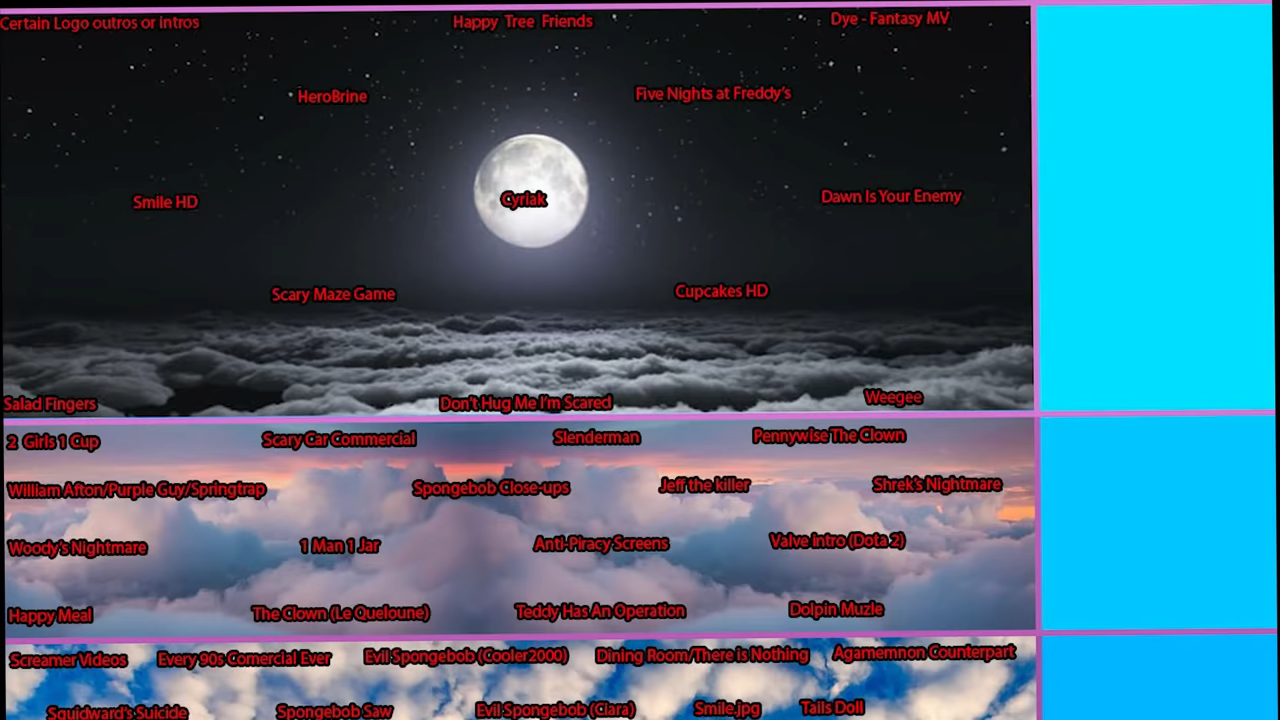 Certain Logo outros or intros
Happy Tree Friends
Dye - Fantasy MV
HeroBrine
Five Nights at Freddy's
Smile HD
Cyriak
Dawn Is Your Enemy
Scary Maze Game
Cupcakes HD
Salad Fingers
Don't Hug Me I'm Scared
Weegee
2 Girls 1 Cup
Scary Car Commercial
Slenderman
Pennywise The Clown
William Afton/Purple Guy/Springtrap
Spongebob Close-ups
Jeff the killer
Shrek's Nightmare
Woody's Nightmare
1 Man 1 Jar
Anti-Piracy Screens
Valve Intro (Dota 2)
Happy Meal
The Clown (Le Queloune)
Teddy Has An Operation
Dolpin Muzle
Screamer Videos
Every 90s Comercial Ever
Evil Spongebob (Cooler2000)
Dining Room/There is Nothing
Agamemnon Counterpart
Squidward's Suicide
Spongebob Saw
Evil Spongebob (Clara)
Smile.jpg
Tails Doll